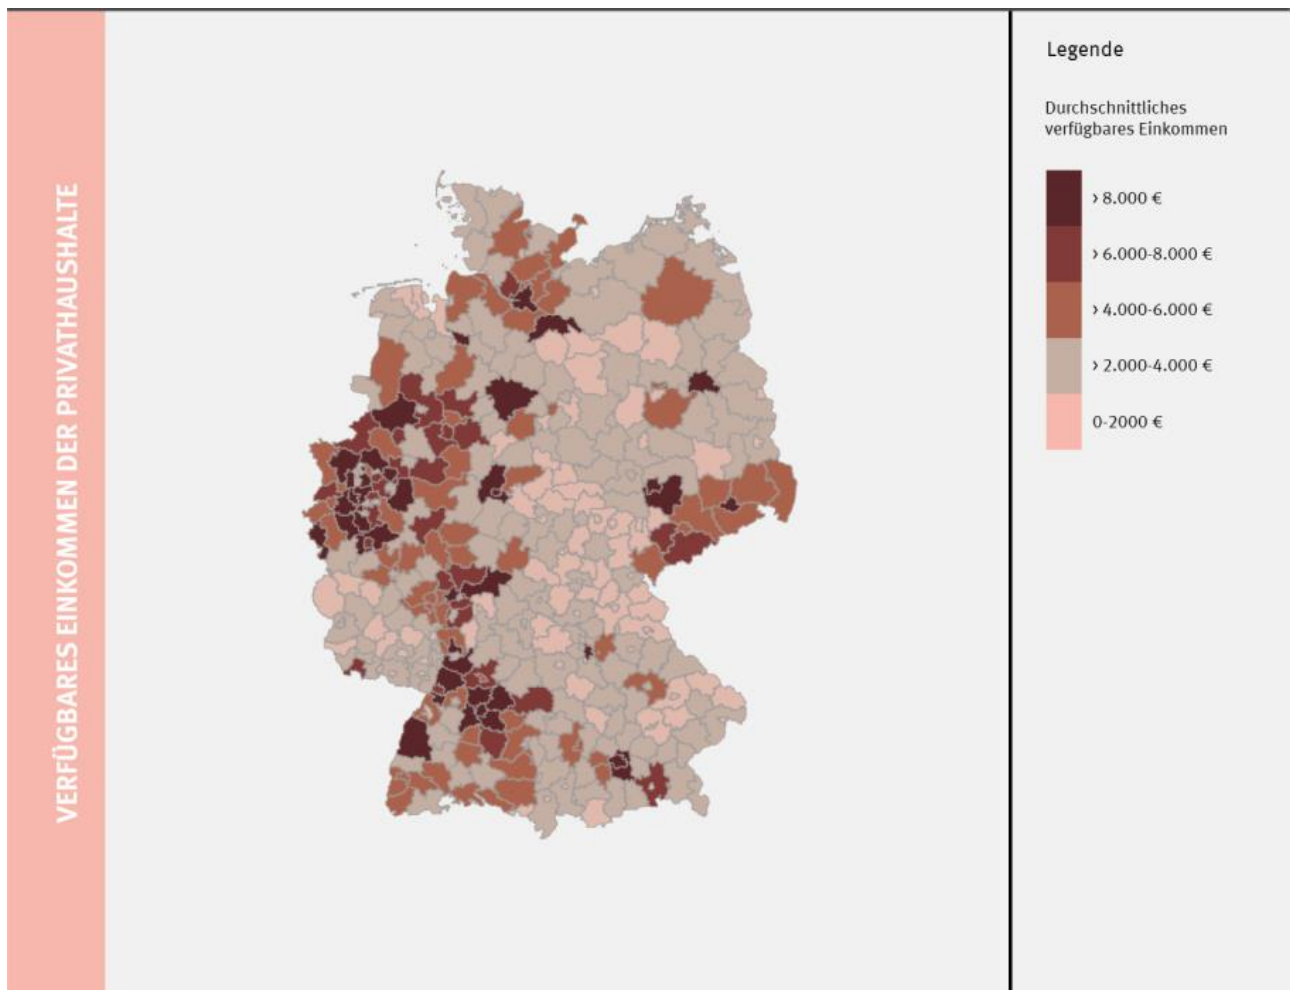 VERFÜGBARES EINKOMMEN DER PRIVATHAUSHALTE
Legende
Durchschnittliches
verfügbares Einkommen
› 8.000 €
› 6.000-8.000 €
› 4.000-6.000 €
› 2.000-4.000 €
0-2000 €